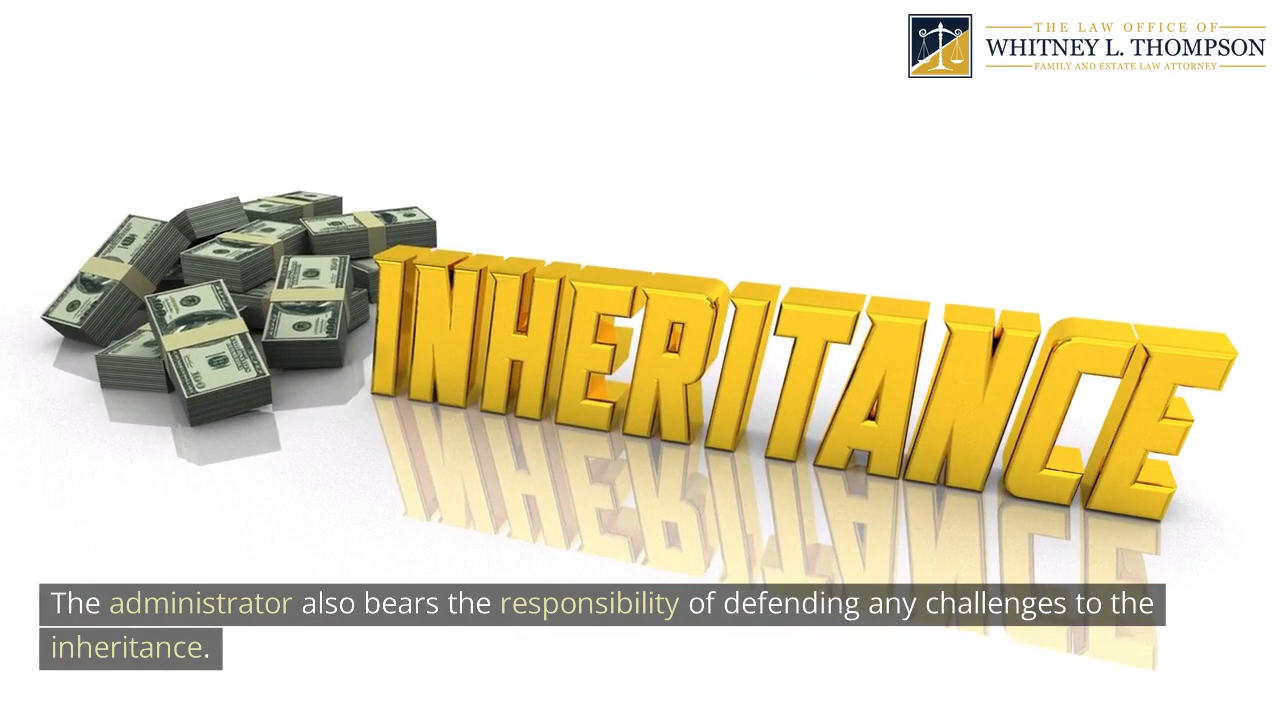 THE LAW OFFICE OF
WHITNEY L. THOMPSON
FAMILY AND ESTATE LAW ATTORNEY
INHERITANCE
The administrator also bears the responsibility of defending any challenges to the
inheritance.